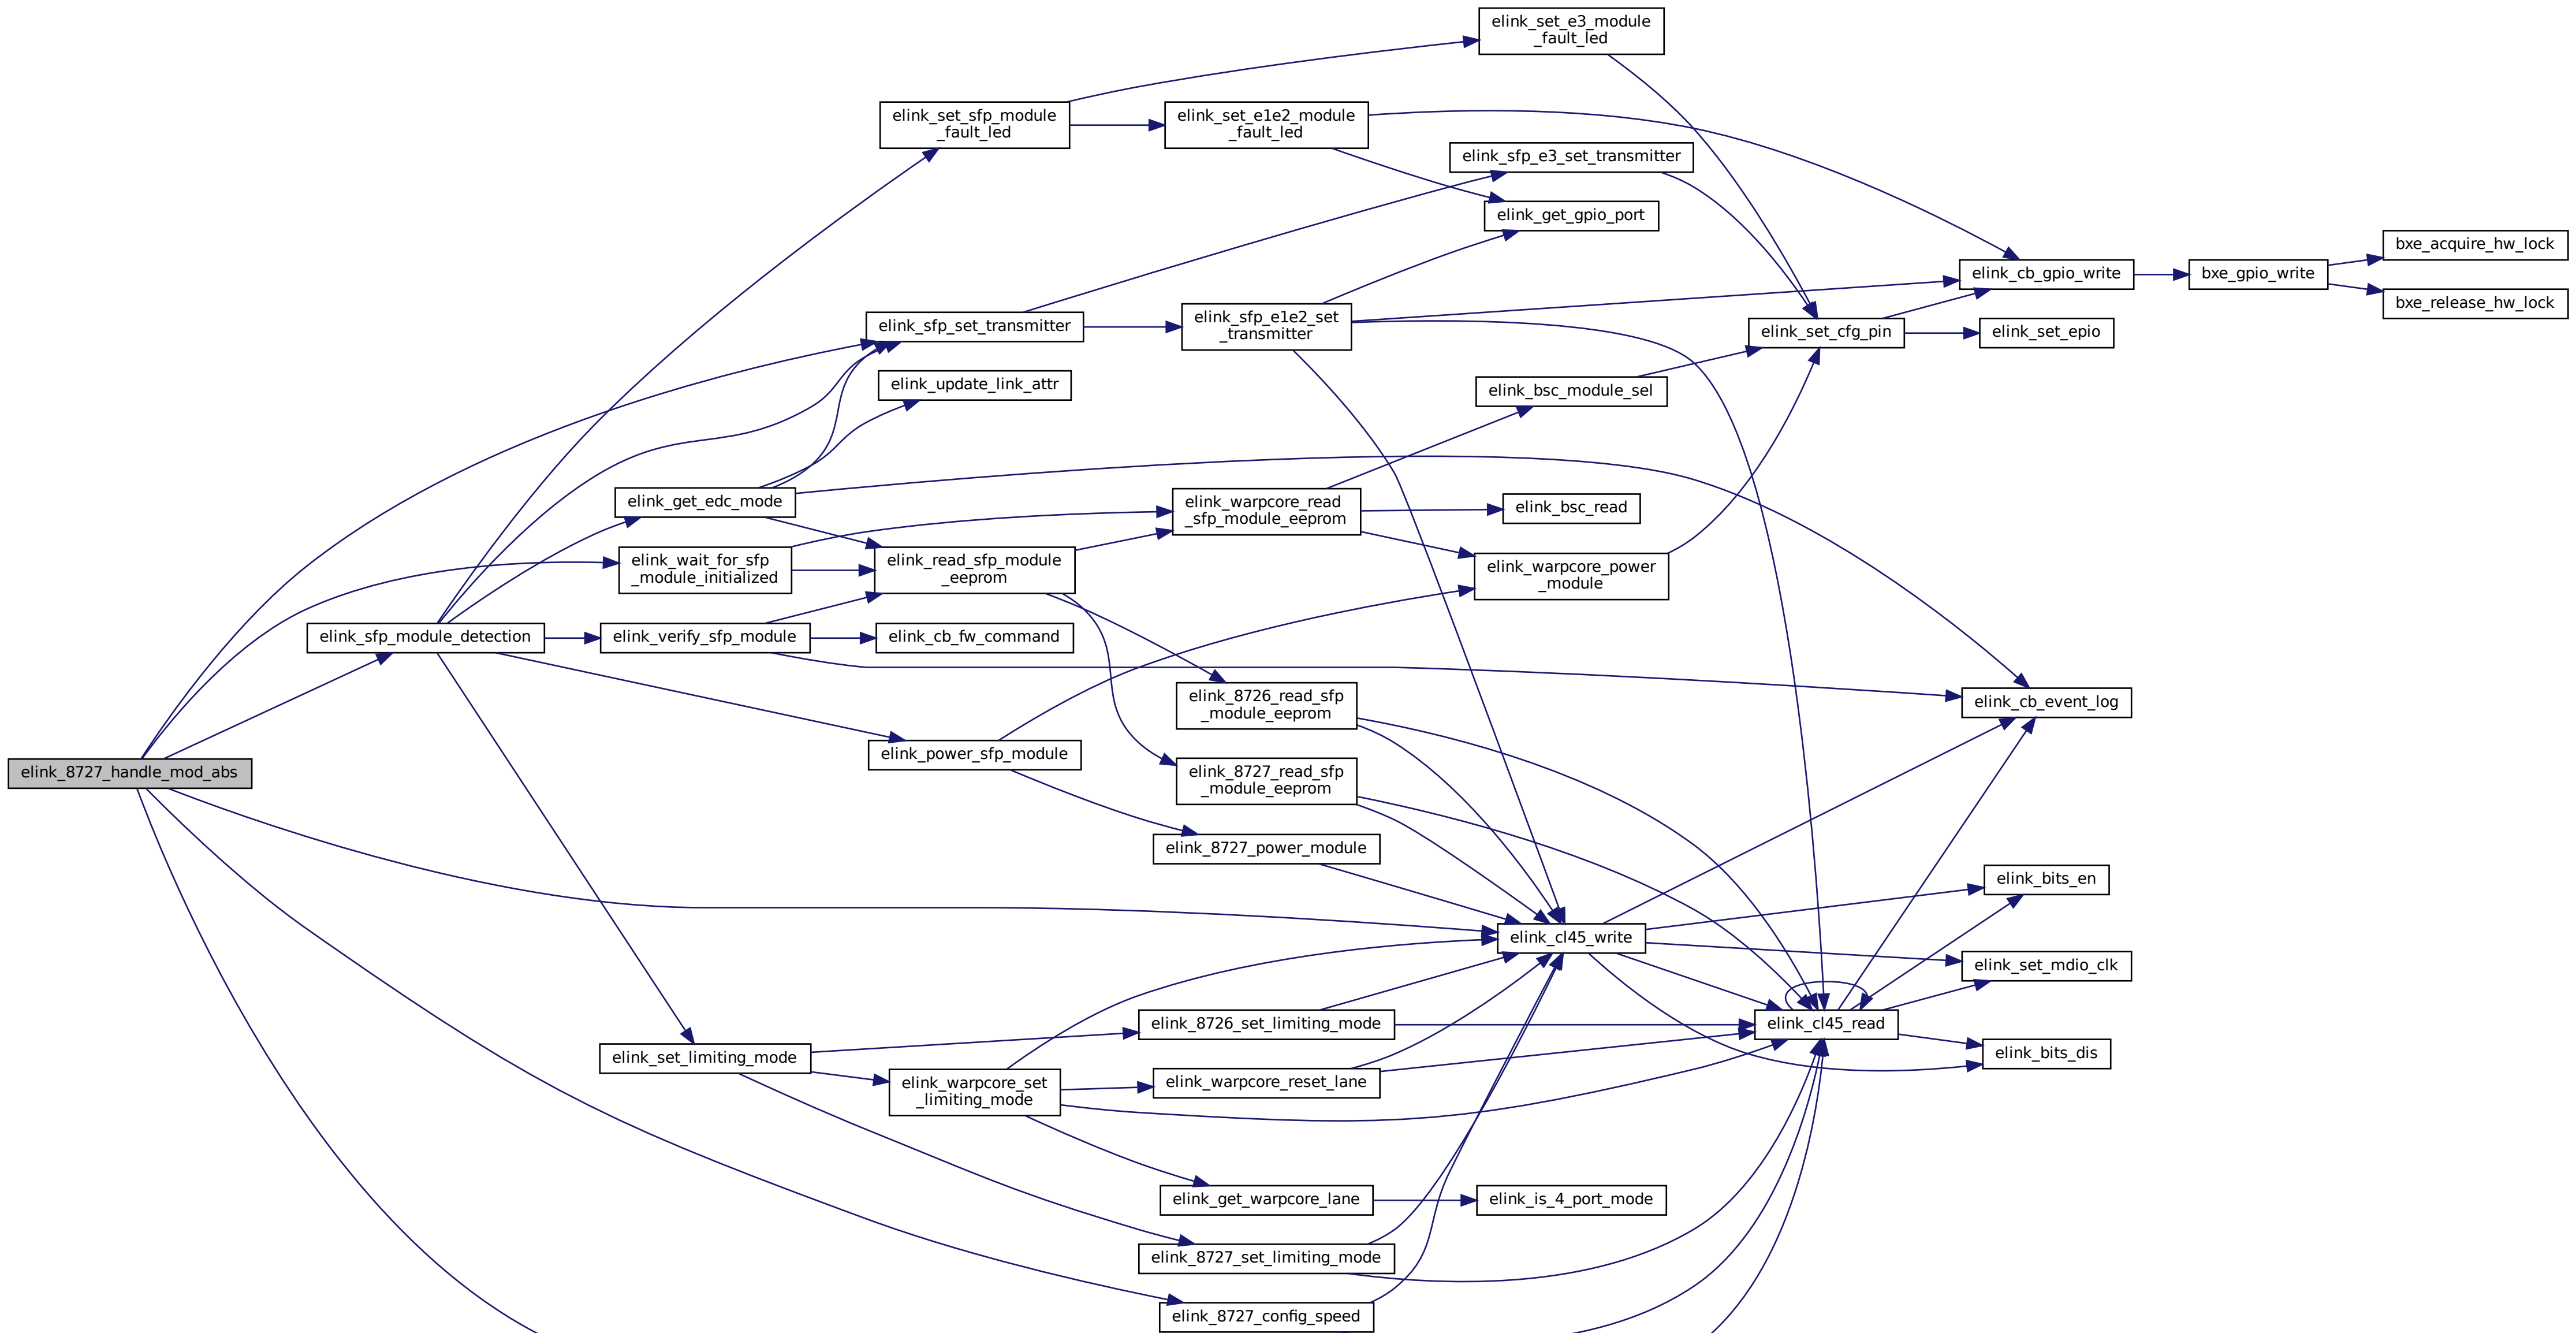 elink_set_e3_module
_fault_led
elink_set_sfp_module
_fault_led
elink_set_e1e2_module
_fault_led
elink_sfp_e3_set_transmitter
elink_get_gpio_port
bxe_acquire_hw_lock
elink_cb_gpio_write
bxe_gpio_write
bxe_release_hw_lock
elink_sfp_set_transmitter
elink_sfp_e1e2_set
_transmitter
elink_set_cfg_pin
elink_set_epio
elink_update_link_attr
elink_bsc_module_sel
elink_get_edc_mode
elink_warpcore_read
_sfp_module_eeprom
elink_bsc_read
elink_wait_for_sfp
_module_initialized
elink_read_sfp_module
_eeprom
elink_warpcore_power
_module
elink_sfp_module_detection
elink_verify_sfp_module
elink_cb_fw_command
elink_8726_read_sfp
_module_eeprom
elink_cb_event_log
elink_power_sfp_module
elink_8727_handle_mod_abs
elink_8727_read_sfp
_module_eeprom
elink_8727_power_module
elink_bits_en
elink_cl45_write
elink_set_mdio_clk
elink_8726_set_limiting_mode
elink_cl45_read
elink_set_limiting_mode
elink_bits_dis
elink_warpcore_set
_limiting_mode
elink_warpcore_reset_lane
elink_get_warpcore_lane
elink_is_4_port_mode
elink_8727_set_limiting_mode
elink_8727_config_speed